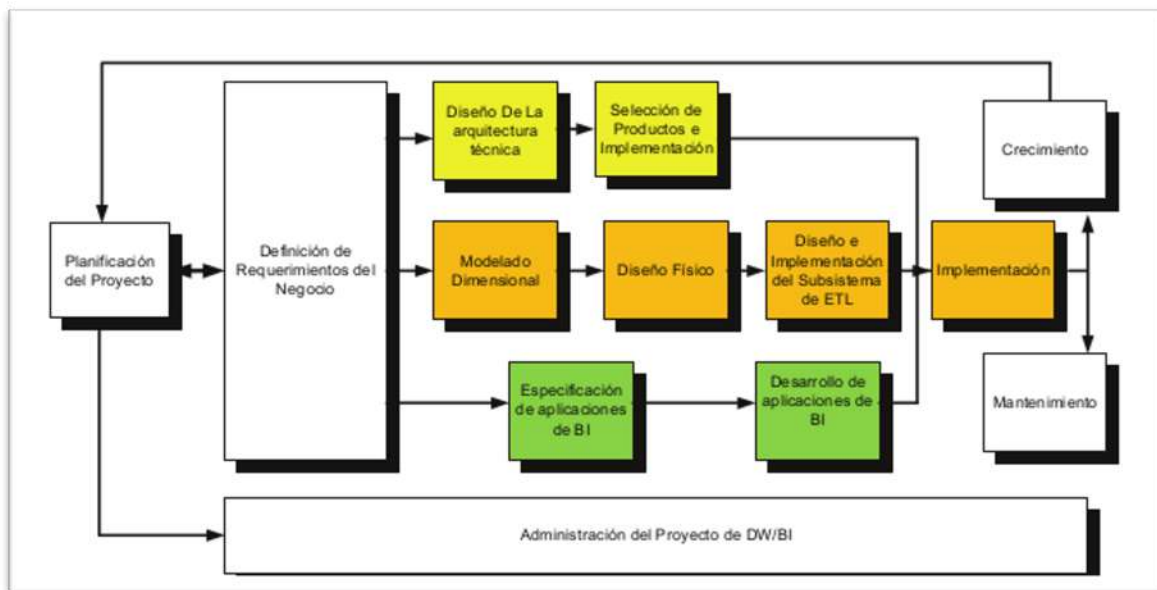 Diseño De La
arquitectura
técnica
Selección de
Productos e
Implementación
Crecimiento
Planificación
del Proyecto
Definición de
Requerimientos del
Negocio
Modelado
Dimensional
Diseño Físico
Diseño e
Implementación
del Subsistema
de ETL
Implementación
Especificación
de aplicaciones
de BI
Desarrollo de
aplicaciones de
BI
Mantenimiento
Administración del Proyecto de DW/BI